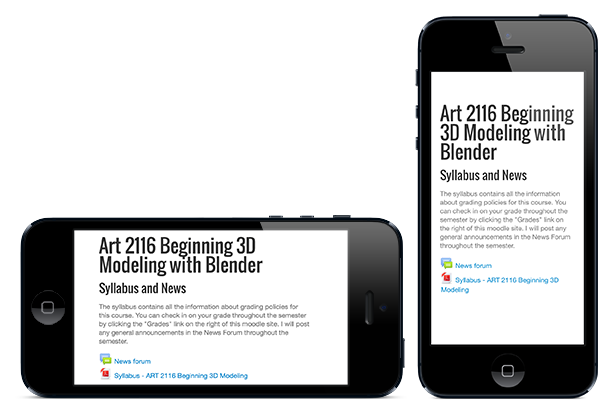 Art 2116 Beginning 3D
Modeling with Blender
Syllabus and News
The syllabus contains all the information about grading policies for
this course. You can check in on your grade throughout the semester
by clicking the "Grades" link on the right of this moodle site. I will post
any general announcements in the News Forum throughout the
semester.
News forum
Syllabus - ART 2116 Beginning 3D Modeling
Art 2116 Beginning
3D Modeling with
Blender
Syllabus and News
The syllabus contains all the information
about grading policies for this course. You
can check in on your grade throughout the
semester by clicking the "Grades" link on
the right of this moodle site. I will post any
general announcements in the News Forum
throughout the semester.
News forum
Syllabus - ART 2116 Beginning 3D
Modeling